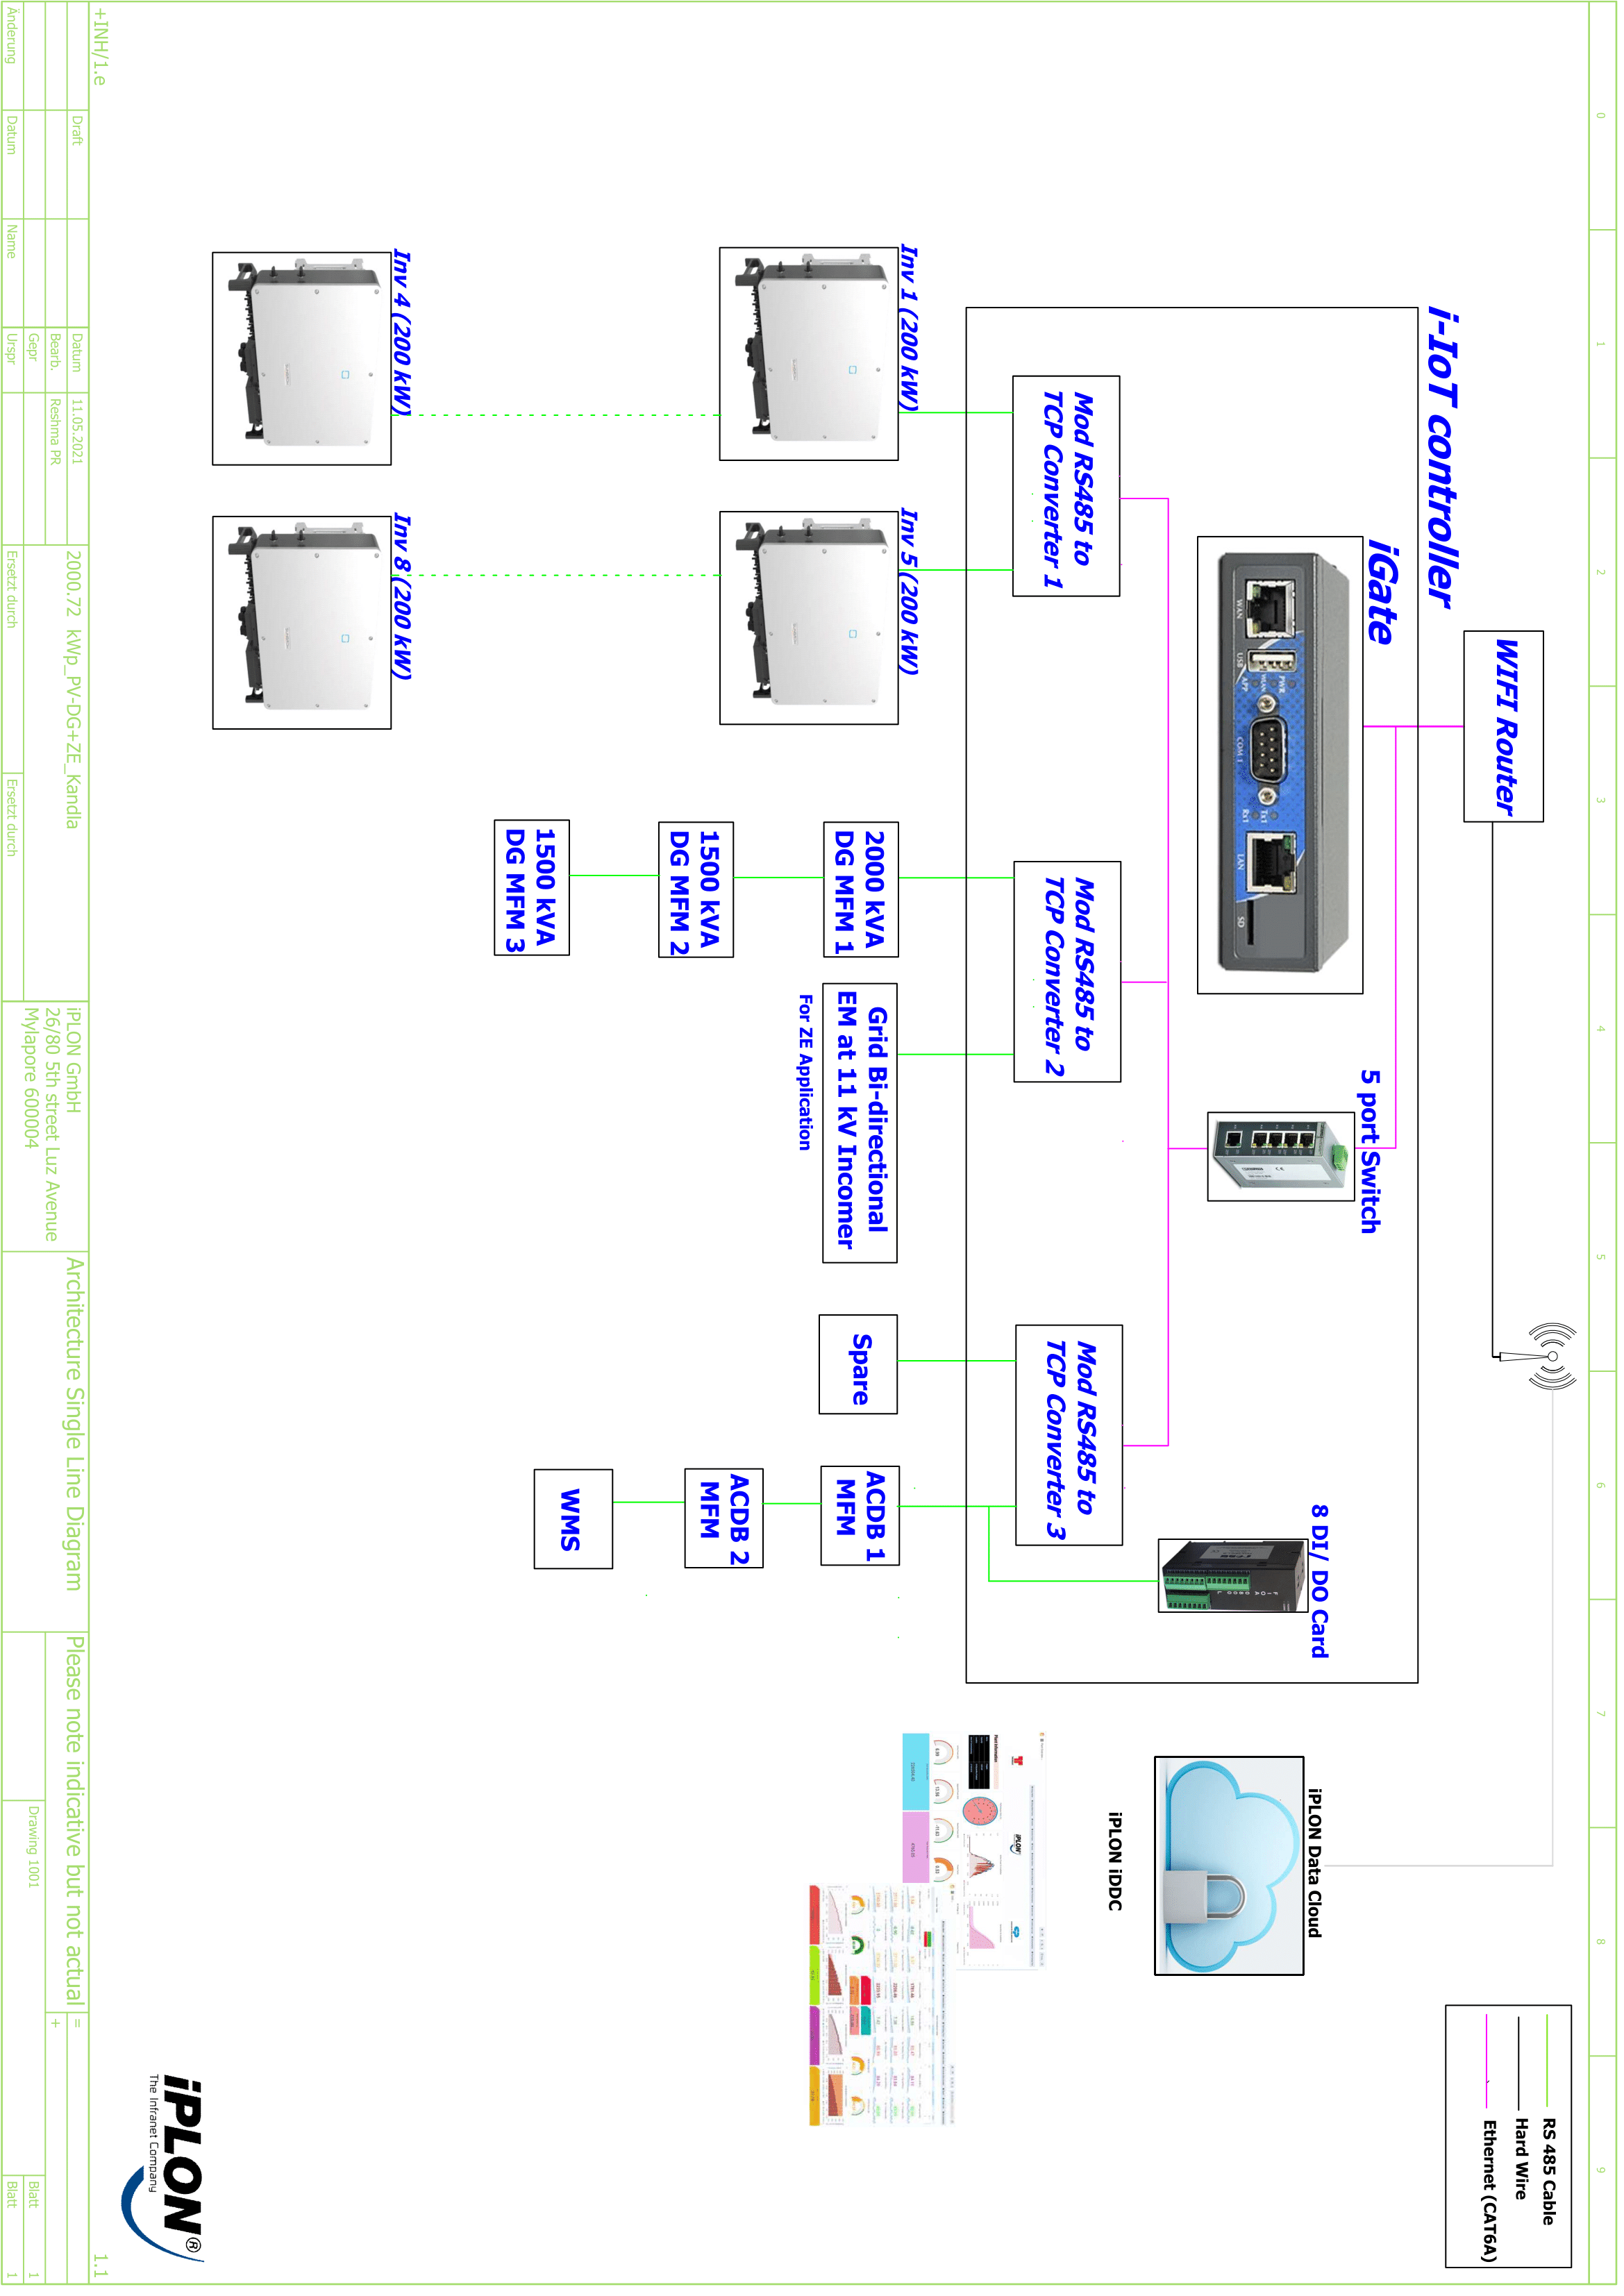 0 1 2 3 4 5 6 7 8 9
RS 485 Cable
Hard Wire
Ethernet (CAT6A)
WIFI Router
i-IoT controller
iGate
WAN
USB
PWR
WLAN
APP
COM 1
Tx1
Rx1
LAN
SD
5 port Switch
8 DI/ DO Card
iPLON Data Cloud
iPLON iDDC
Mod RS485 to
TCP Converter 1
Mod RS485 to
TCP Converter 2
Mod RS485 to
TCP Converter 3
Inv 1 (200 kW)
Inv 5 (200 kW)
2000 kVA
DG MFM 1
Grid Bi-directional
EM at 11 kV Incomer
For ZE Application
Spare
ACDB 1
MFM
1500 kVA
DG MFM 2
ACDB 2
MFM
1500 kVA
DG MFM 3
WMS
Inv 4 (200 kW)
Inv 8 (200 kW)
iPLON®
The Infranet Company
+INH/1.e
1.1
Draft
Datum 11.05.2021
Bearb. Reshma PR
Gepr
Änderung Datum Name Urspr
2000.72 kWp_PV-DG+ZE_Kandla
Ersetzt durch Ersetzt durch
iPLON GmbH
26/80 5th street Luz Avenue
Mylapore 600004
Architecture Single Line Diagram
Please note indicative but not actual
Drawing 1001
=
+
Blatt 1
Blatt 1